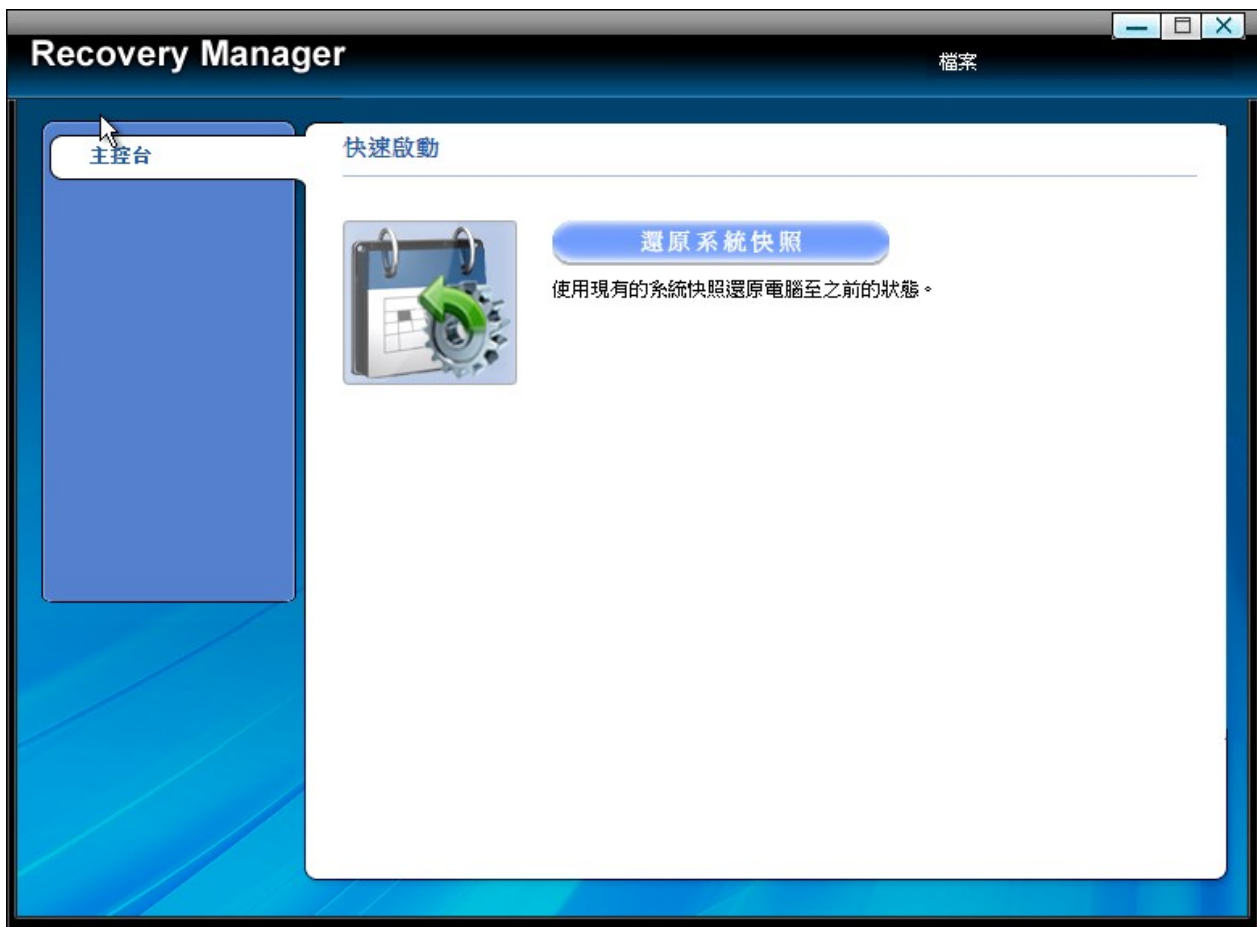 Recovery Manager
檔案
主控台
快速啟動
還原系統快照
使用現有的系統快照還原電腦至之前的狀態。